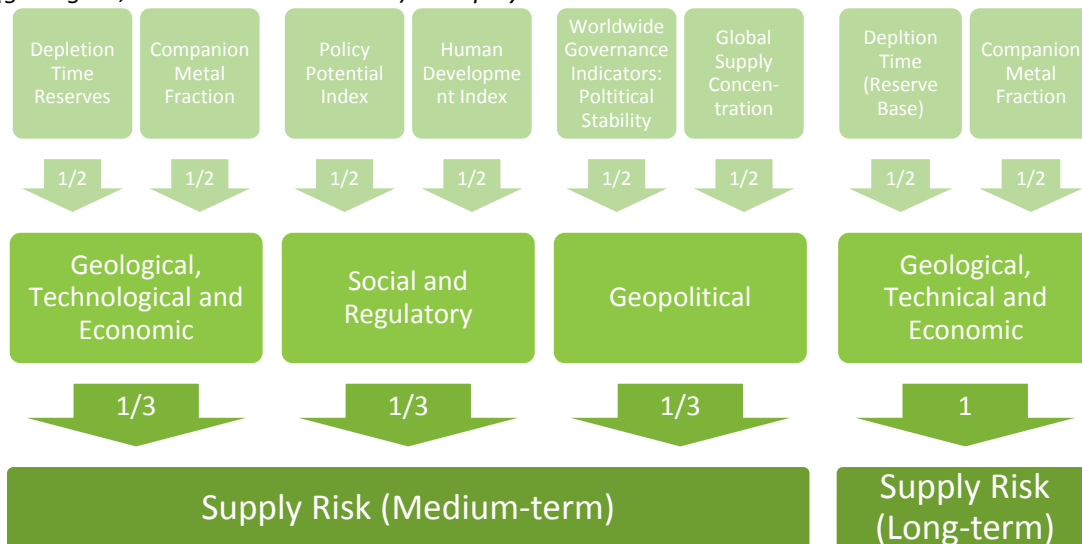 Depletion
Time
Reserves
Companion
Metal
Fraction
Policy
Potential
Index
Human
Developme
nt Index
Worldwide
Governance
Indicators:
Poltitical
Stability
Global
Supply
Concen-
tration
Depltion
Time
(Reserve
Base)
Companion
Metal
Fraction
1/2
1/2
1/2
1/2
1/2
1/2
1/2
1/2
Geological,
Technological and
Economic
Social and
Regulatory
Geopolitical
Geological,
Technical and
Economic
1/3
1/3
1/3
1
Supply Risk (Medium-term)
Supply Risk
(Long-term)